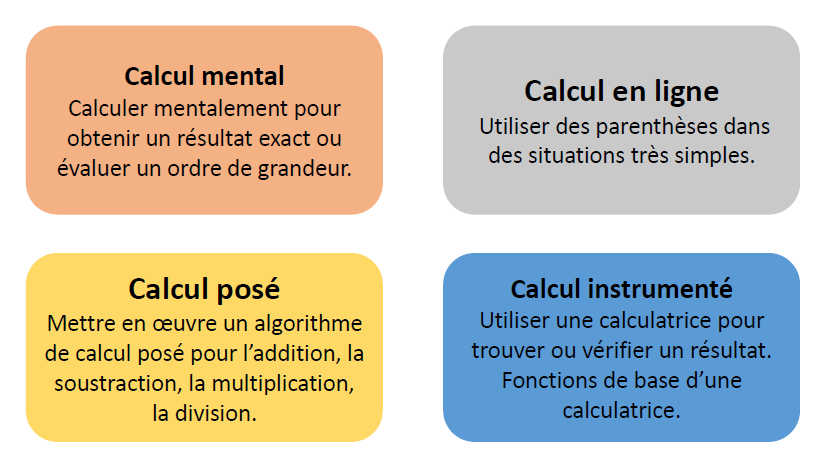 Calcul mental
Calculer mentalement pour
obtenir un résultat exact ou
évaluer un ordre de grandeur.
Calcul en ligne
Utiliser des parenthèses dans
des situations très simples.
Calcul posé
Mettre en œuvre un algorithme
de calcul posé pour l’addition, la
soustraction, la multiplication,
la division.
Calcul instrumenté
Utiliser une calculatrice pour
trouver ou vérifier un résultat.
Fonctions de base d’une
calculatrice.